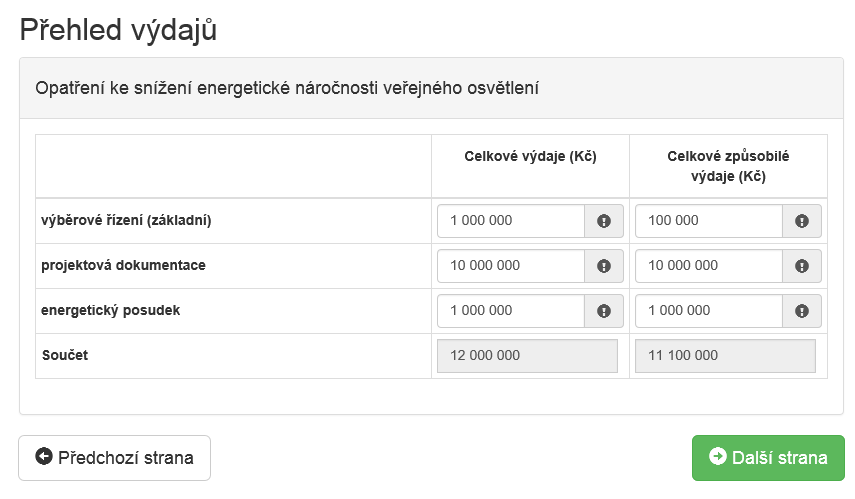 Přehled výdajů
Opatření ke snížení energetické náročnosti veřejného osvětlení
Celkové výdaje (Kč) Celkové způsobilé
výdaje (Kč)
výběrové řízení (základní) 1 000 000 100 000
projektová dokumentace 10 000 000 10 000 000
energetický posudek 1 000 000 1 000 000
Součet 12 000 000 11 100 000
Předchozí strana Další strana